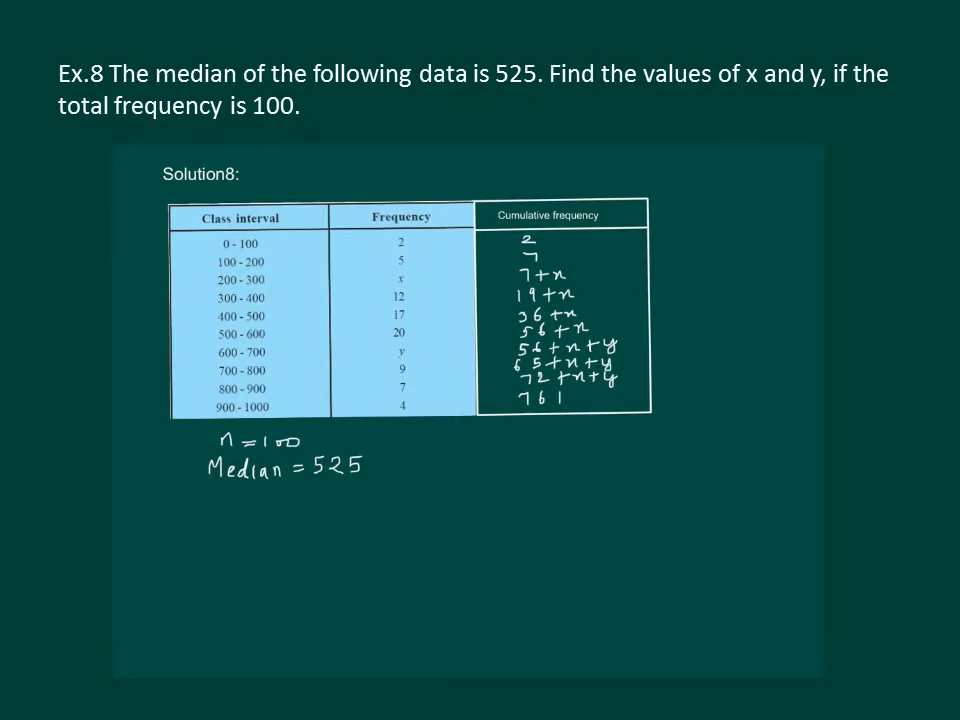 Ex.8 The median of the following data is 525. Find the values of x and y, if the
total frequency is 100.
Solution8:
Class interval Frequency Cumulative frequency
0 - 100 2 2
100 - 200 5 7
200 - 300 x 7+x
300 - 400 12 19+x
400 - 500 17 36+x
500 - 600 20 56+x
600 - 700 y 56+x+y
700 - 800 9 65+x+y
800 - 900 7 72+x+y
900 - 1000 4 761
n=100
Median = 525